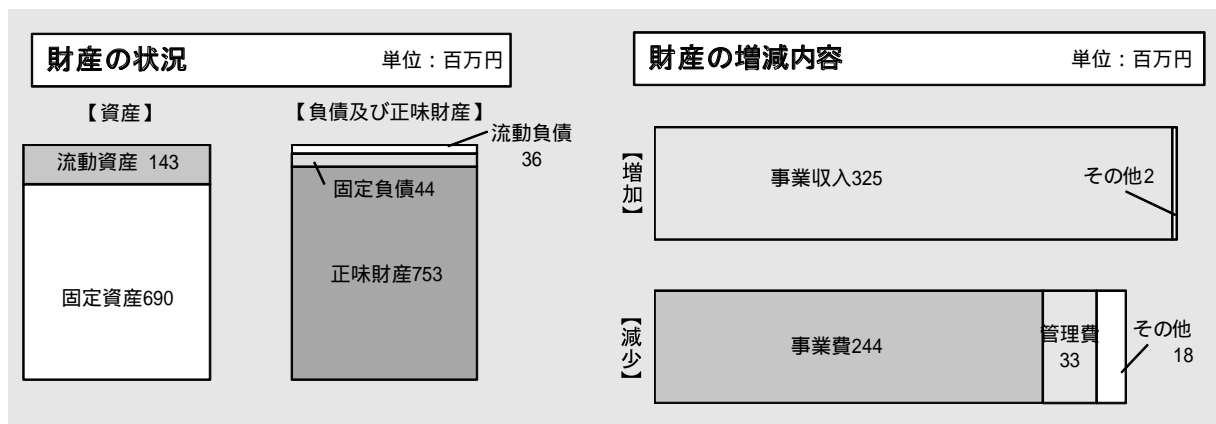 財産の状況 単位：百万円
【資産】
【負債及び正味財産】
流動資産 143
固定資産690
流動負債
36
固定負債44
正味財産753
財産の増減内容 単位：百万円
【増加】
事業収入325
その他2
【減少】
事業費244
管理費
33
その他
18